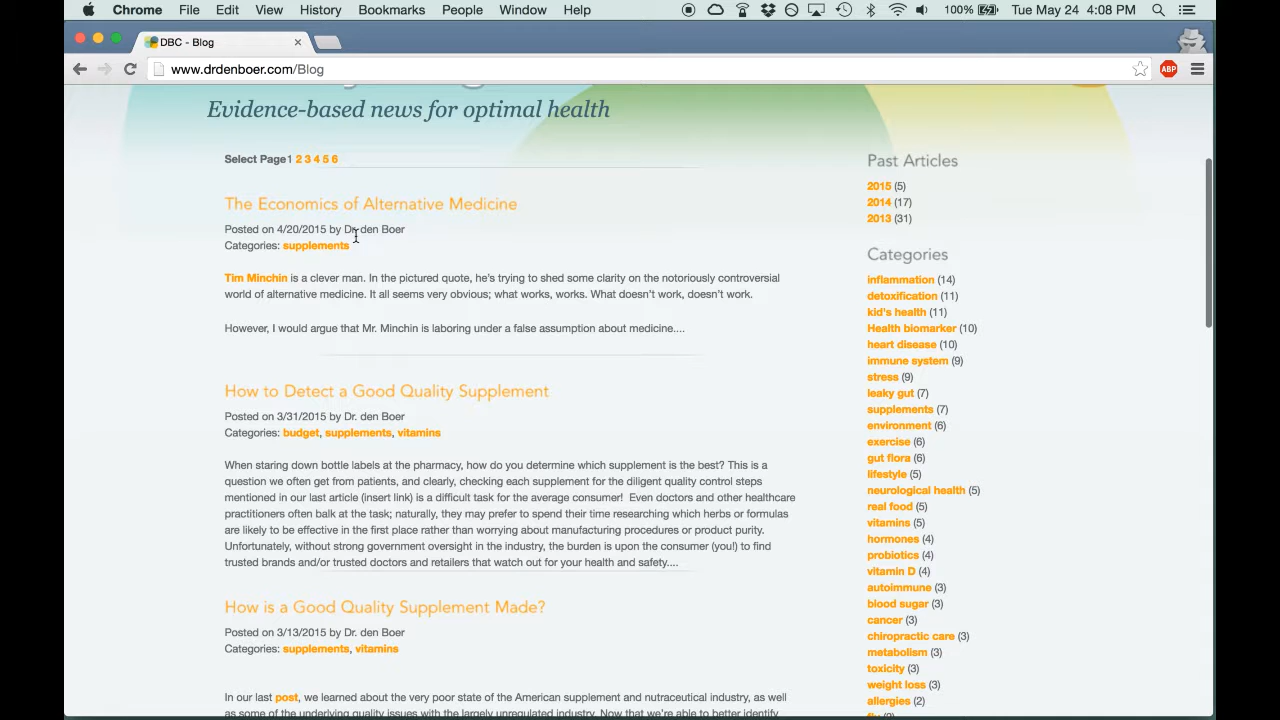 Chrome File Edit View History Bookmarks People Window Help 100% Tue May 24 4:08 PM
DBC - Blog
www.drdenboer.com/Blog
ABP
Evidence-based news for optimal health
Select Page 1 2 3 4 5 6
The Economics of Alternative Medicine
Posted on 4/20/2015 by Dr. den Boer
Categories: supplements
Tim Minchin is a clever man. In the pictured quote, he's trying to shed some clarity on the notoriously controversial
world of alternative medicine. It all seems very obvious; what works, works. What doesn't work, doesn't work.
However, I would argue that Mr. Minchin is laboring under a false assumption about medicine....
How to Detect a Good Quality Supplement
Posted on 3/31/2015 by Dr. den Boer
Categories: budget, supplements, vitamins
When staring down bottle labels at the pharmacy, how do you determine which supplement is the best? This is a
question we often get from patients, and clearly, checking each supplement for the diligent quality control steps
mentioned in our last article (insert link) is a difficult task for the average consumer! Even doctors and other healthcare
practitioners often balk at the task; naturally, they may prefer to spend their time researching which herbs or formulas
are likely to be effective in the first place rather than worrying about manufacturing procedures or product purity.
Unfortunately, without strong government oversight in the industry, the burden is upon the consumer (you!) to find
trusted brands and/or trusted doctors and retailers that watch out for your health and safety....
How is a Good Quality Supplement Made?
Posted on 3/13/2015 by Dr. den Boer
Categories: supplements, vitamins
In our last post, we learned about the very poor state of the American supplement and nutraceutical industry, as well
as some of the underlying quality issues with the largely unregulated industry. Now that we're able to better identify
Past Articles
2015 (5)
2014 (17)
2013 (31)
Categories
inflammation (14)
detoxification (11)
kid's health (11)
Health biomarker (10)
heart disease (10)
immune system (9)
stress (9)
leaky gut (7)
supplements (7)
environment (6)
exercise (6)
gut flora (6)
lifestyle (5)
neurological health (5)
real food (5)
vitamins (5)
hormones (4)
probiotics (4)
vitamin D (4)
autoimmune (3)
blood sugar (3)
cancer (3)
chiropractic care (3)
metabolism (3)
toxicity (3)
weight loss (3)
allergies (2)